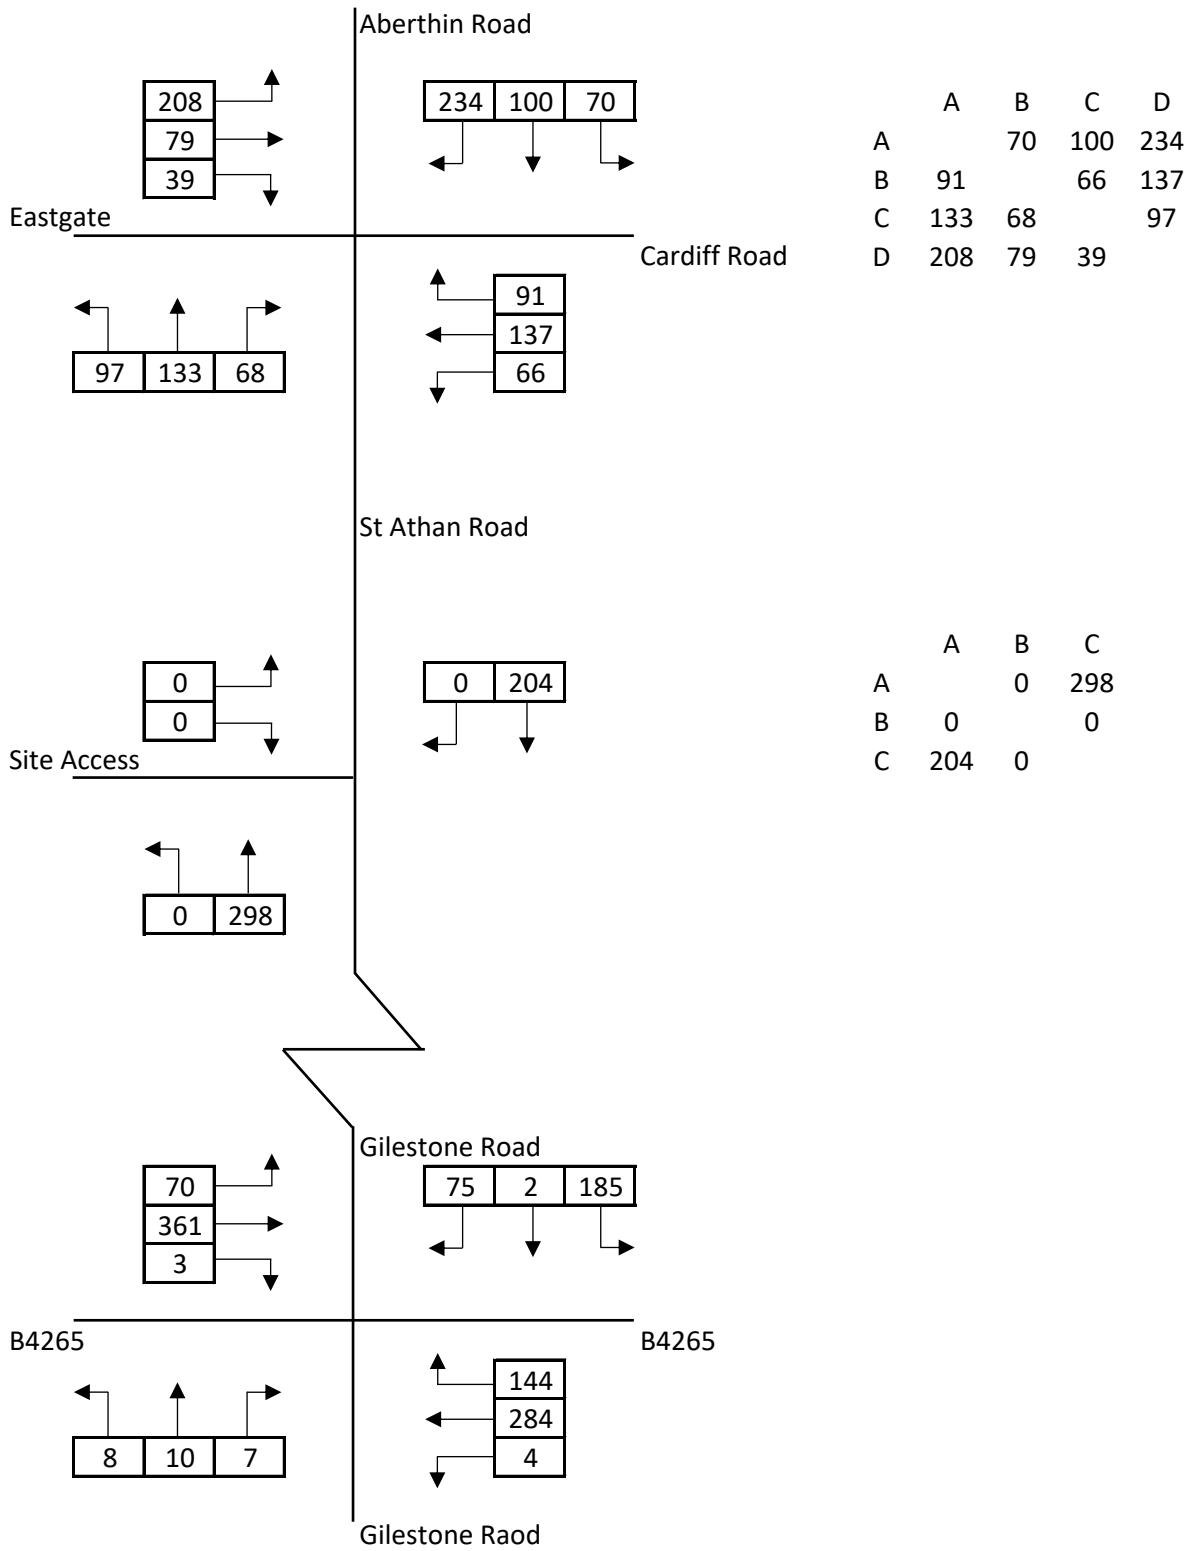 Aberthin Road
208
79
39
234 100 70
A B C D
A 70 100 234
B 91 66 137
C 133 68 97
D 208 79 39
Eastgate
Cardiff Road
97 133 68
91
137
66
St Athan Road
0
0
0 204
A B C
A 0 298
B 0 0
C 204 0
Site Access
0 298
Gilestone Road
70
361
3
75 2 185
B4265
B4265
8 10 7
144
284
4
Gilestone Raod